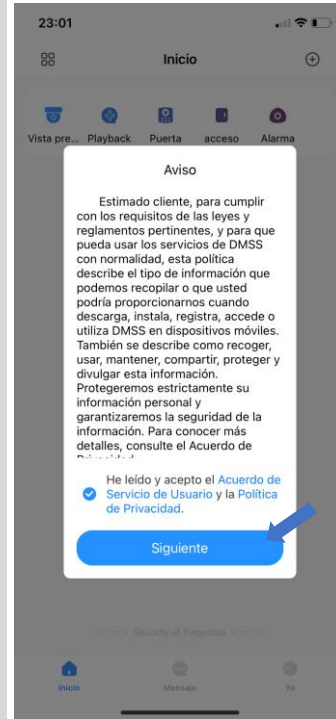 23:01
Inicio
Vista pre... Playback Puerta acceso Alarma
Aviso
Estimado cliente, para cumplir
con los requisitos de las leyes y
reglamentos pertinentes, y para que
pueda usar los servicios de DMSS
con normalidad, esta política
describe el tipo de información que
podemos recopilar o que usted
podría proporcionarnos cuando
descarga, instala, registra, accede o
utiliza DMSS en dispositivos móviles.
También se describe como recoger,
usar, mantener, compartir, proteger y
divulgar esta información.
Protegeremos estrictamente su
información personal y
garantizaremos la seguridad de la
información. Para conocer más
detalles, consulte el Acuerdo de
He leído y acepto el Acuerdo de
Servicio de Usuario y la Política
de Privacidad.
Siguiente
Security at Fingertips
Inicio Mensaje Yo